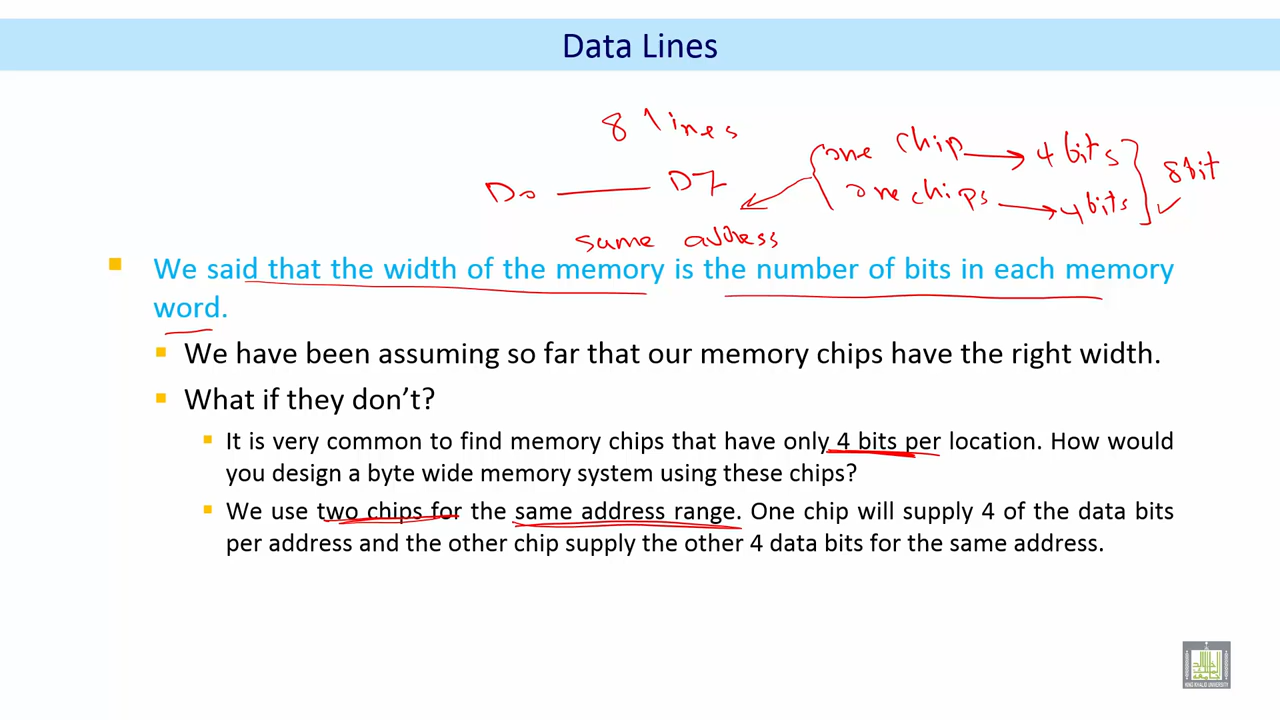 Data Lines
8 lines
one chip → 4 bits
8bit
D0 — D7
one chips → 4 bits
same address
We said that the width of the memory is the number of bits in each memory
word.
We have been assuming so far that our memory chips have the right width.
What if they don’t?
It is very common to find memory chips that have only 4 bits per location. How would
you design a byte wide memory system using these chips?
We use two chips for the same address range. One chip will supply 4 of the data bits
per address and the other chip supply the other 4 data bits for the same address.
KING KHALID UNIVERSITY